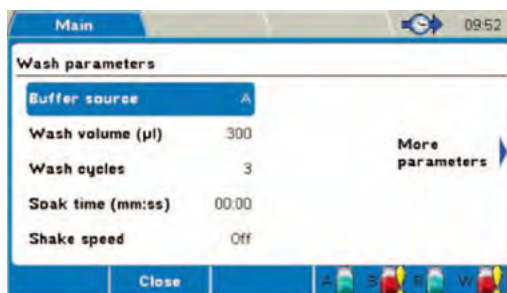 Main 09:52
Wash parameters
Buffer source A
Wash volume (µl) 300
Wash cycles 3
Soak time (mm:ss) 00:00
Shake speed Off
More
parameters
Close A B R W